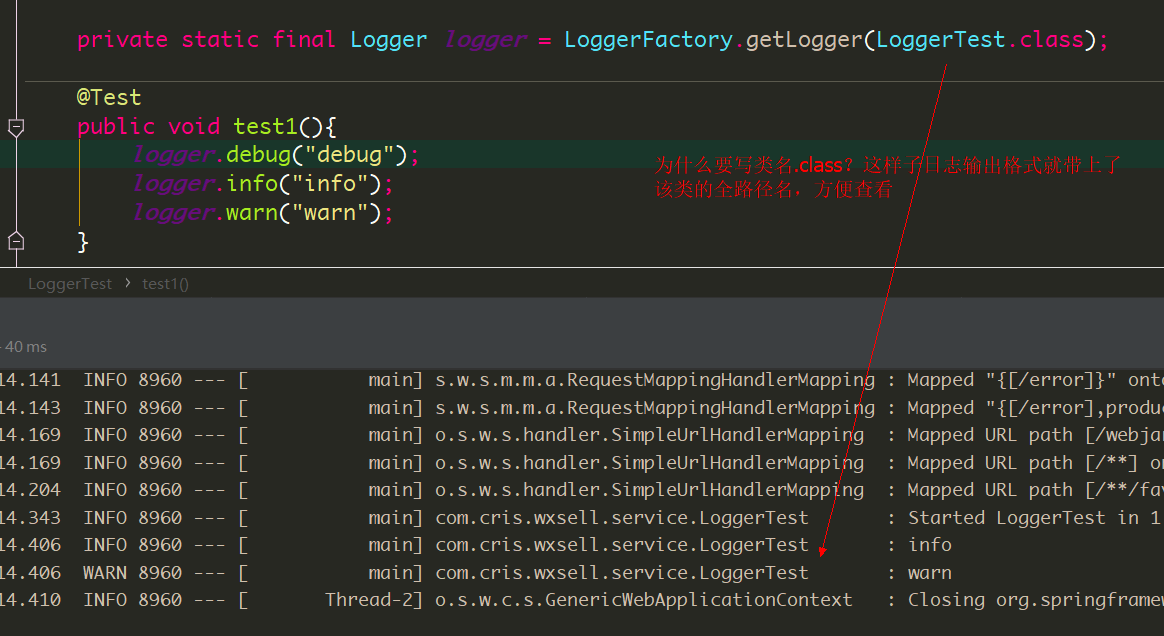 private static final Logger logger = LoggerFactory.getLogger(LoggerTest.class);
@Test
public void test1(){
logger.debug("debug");
logger.info("info");
logger.warn("warn");
}
为什么要写类名.class？这样子日志输出格式就带上了
该类的全路径名，方便查看
LoggerTest > test1()
40 ms
14.141 INFO 8960 --- [ main] s.w.s.m.m.a.RequestMappingHandlerMapping : Mapped "{[/error]}" onto
14.143 INFO 8960 --- [ main] s.w.s.m.m.a.RequestMappingHandlerMapping : Mapped "{[/error],produc
14.169 INFO 8960 --- [ main] o.s.w.s.handler.SimpleUrlHandlerMapping : Mapped URL path [/webjar
14.169 INFO 8960 --- [ main] o.s.w.s.handler.SimpleUrlHandlerMapping : Mapped URL path [/**] on
14.204 INFO 8960 --- [ main] o.s.w.s.handler.SimpleUrlHandlerMapping : Mapped URL path [/**/fav
14.343 INFO 8960 --- [ main] com.cris.wxsell.service.LoggerTest : Started LoggerTest in 1
14.406 INFO 8960 --- [ main] com.cris.wxsell.service.LoggerTest : info
14.406 WARN 8960 --- [ main] com.cris.wxsell.service.LoggerTest : warn
14.410 INFO 8960 --- [ Thread-2] o.s.w.c.s.GenericWebApplicationContext : Closing org.springframew